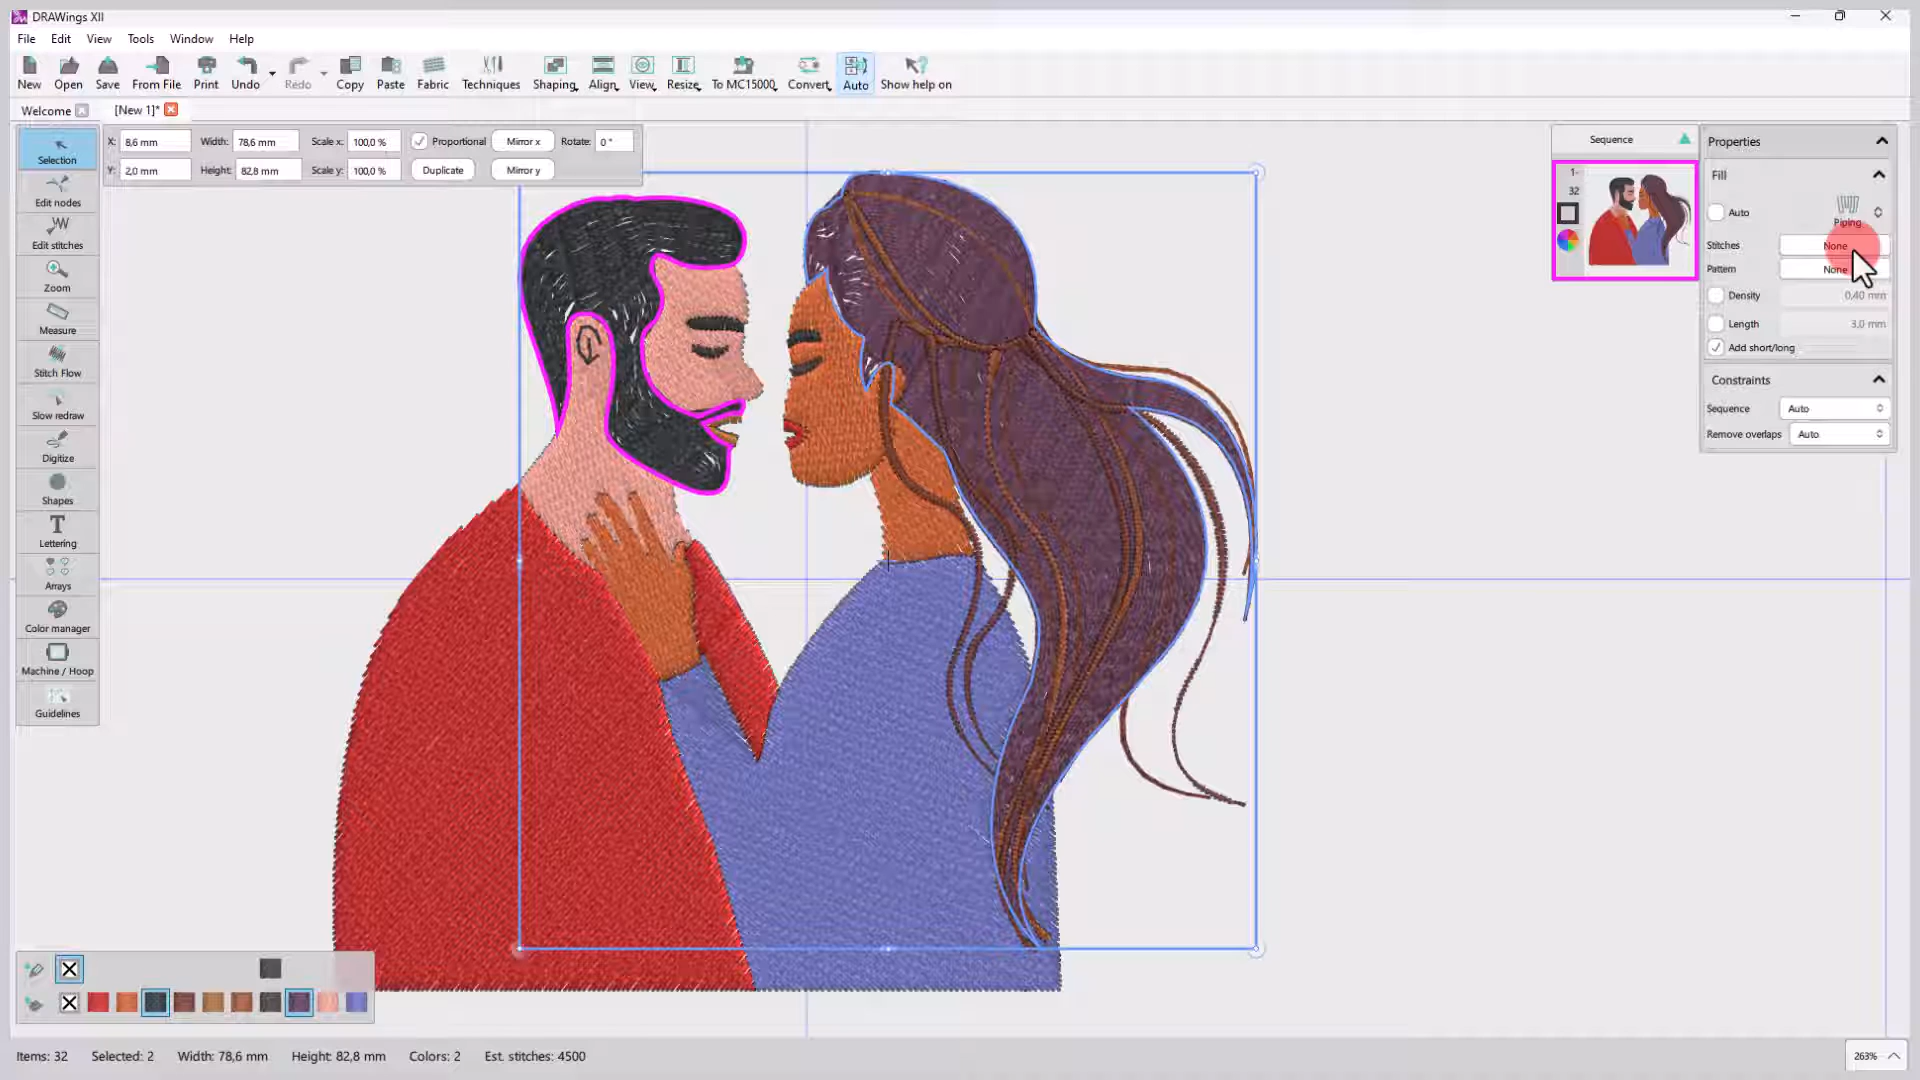 DRAWings XII
File Edit View Tools Window Help
New Open Save From File Print Undo Redo Copy Paste Fabric Techniques Shaping Align View Resize To MC15000 Convert Auto Show help on
Welcome [New 1]*
X: 8,6 mm Width: 78,6 mm Scale x: 100,0 % Proportional Mirror x Rotate: 0 °
Y: 2,0 mm Height: 82,8 mm Scale y: 100,0 % Duplicate Mirror y
Selection
Edit nodes
Edit stitches
Zoom
Measure
Stitch Flow
Slow redraw
Digitize
Shapes
Lettering
Arrays
Color manager
Machine / Hoop
Guidelines
Sequence
1-
32
Properties
Fill
Auto
Piping
Stitches None
Pattern None
Density 0,40 mm
Length 3,0 mm
Add short/long
Constraints
Sequence Auto
Remove overlaps Auto
Items: 32 Selected: 2 Width: 78,6 mm Height: 82,8 mm Colors: 2 Est. stitches: 4500
263%